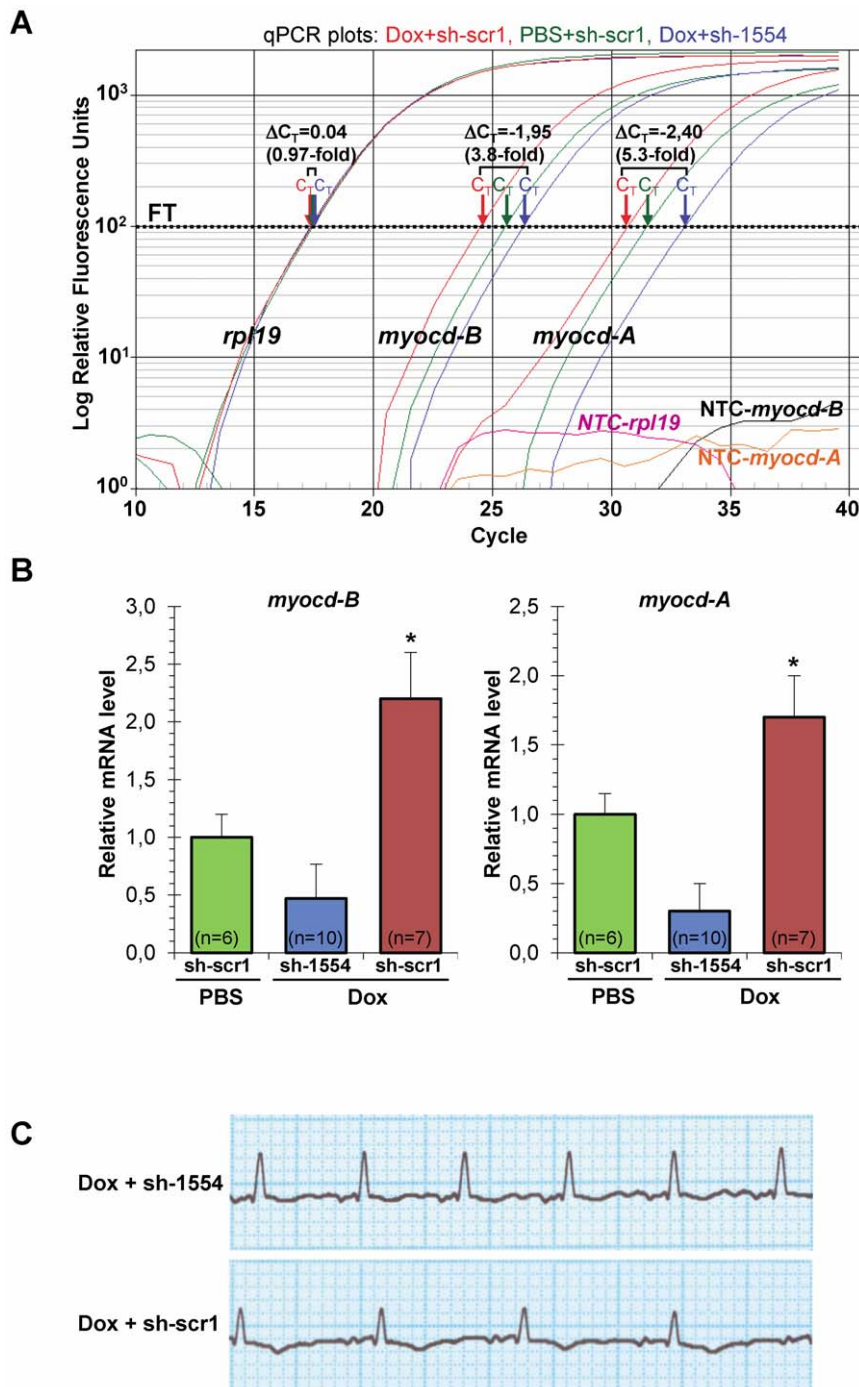 A
qPCR plots: Dox+sh-scr1, PBS+sh-scr1, Dox+sh-1554
Log Relative Fluorescence Units
10³
10²
10¹
10⁰
ΔCT=0.04
(0.97-fold)
ΔCT=-1,95
(3.8-fold)
ΔCT=-2,40
(5.3-fold)
CT CT
CT CT CT
CT CT CT
FT
rpl19
myocd-B
myocd-A
NTC-rpl19
NTC-myocd-B
NTC-myocd-A
10 15 20 25 30 35 40
Cycle
B
myocd-B
Relative mRNA level
3,0
2,5
2,0
1,5
1,0
0,5
0,0
*
(n=6) (n=10) (n=7)
sh-scr1 sh-1554 sh-scr1
PBS Dox
myocd-A
Relative mRNA level
2,5
2,0
1,5
1,0
0,5
0,0
*
(n=6) (n=10) (n=7)
sh-scr1 sh-1554 sh-scr1
PBS Dox
C
Dox + sh-1554
Dox + sh-scr1